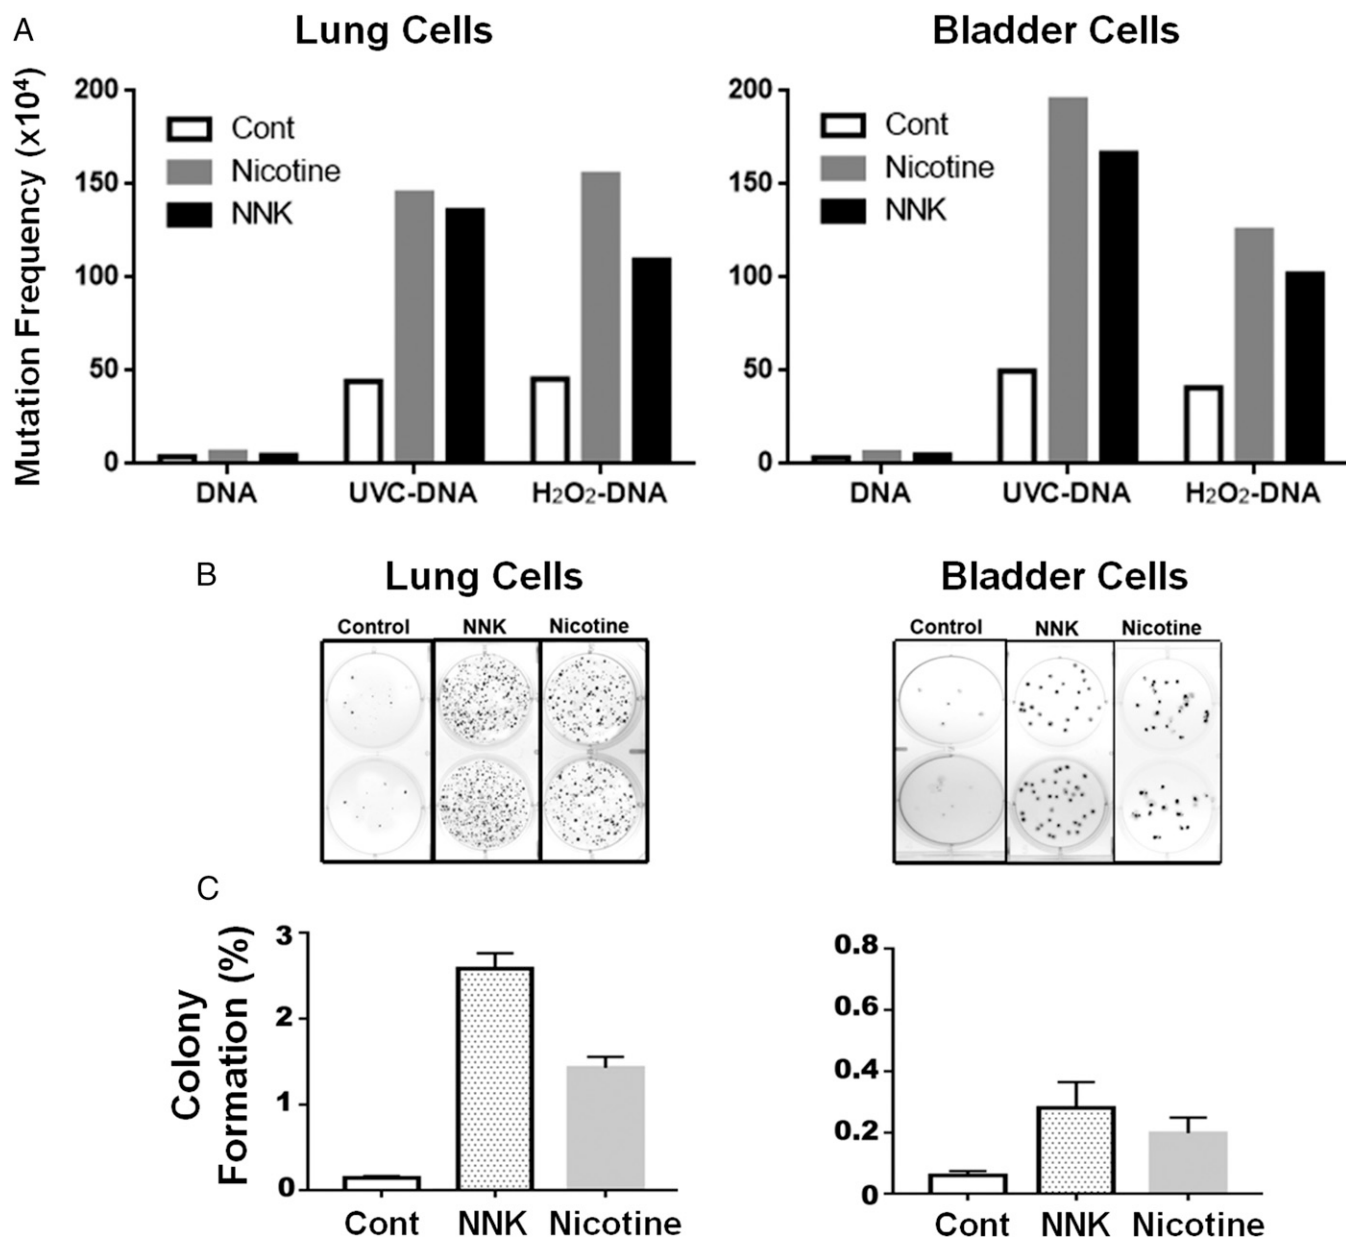 A
Lung Cells
Bladder Cells
Mutation Frequency (x10⁴)
200
150
100
50
0
Cont
Nicotine
NNK
DNA
UVC-DNA
H₂O₂-DNA
200
150
100
50
0
Cont
Nicotine
NNK
DNA
UVC-DNA
H₂O₂-DNA
B
Lung Cells
Bladder Cells
Control
NNK
Nicotine
Control
NNK
Nicotine
C
Colony
Formation (%)
3
2
1
0
Cont
NNK
Nicotine
0.8
0.6
0.4
0.2
0
Cont
NNK
Nicotine